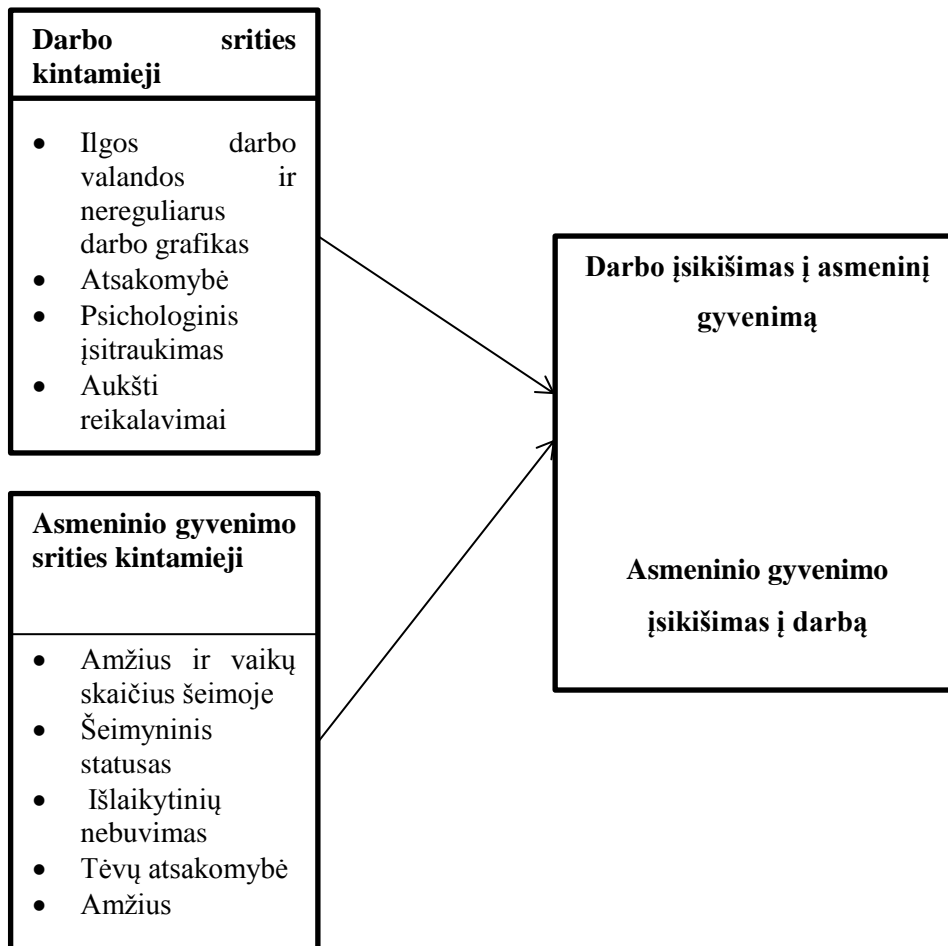 Darbo srities
kintamieji
• Ilgos darbo
valandos ir
nereguliarus
darbo grafikas
• Atsakomybė
• Psichologinis
įsitraukimas
• Aukšti
reikalavimai
Darbo įsikišimas į asmeninį
gyvenimą
Asmeninio gyvenimo
įsikišimas į darbą
Asmeninio gyvenimo
srities kintamieji
• Amžius ir vaikų
skaičius šeimoje
• Šeimyninis
statusas
• Išlaikytinių
nebuvimas
• Tėvų atsakomybė
• Amžius